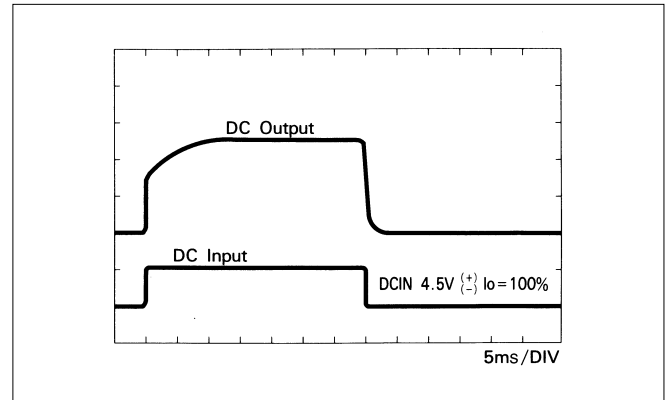 DC Output
DC Input
DCIN 4.5V (+)(-) Io=100%
5ms/DIV